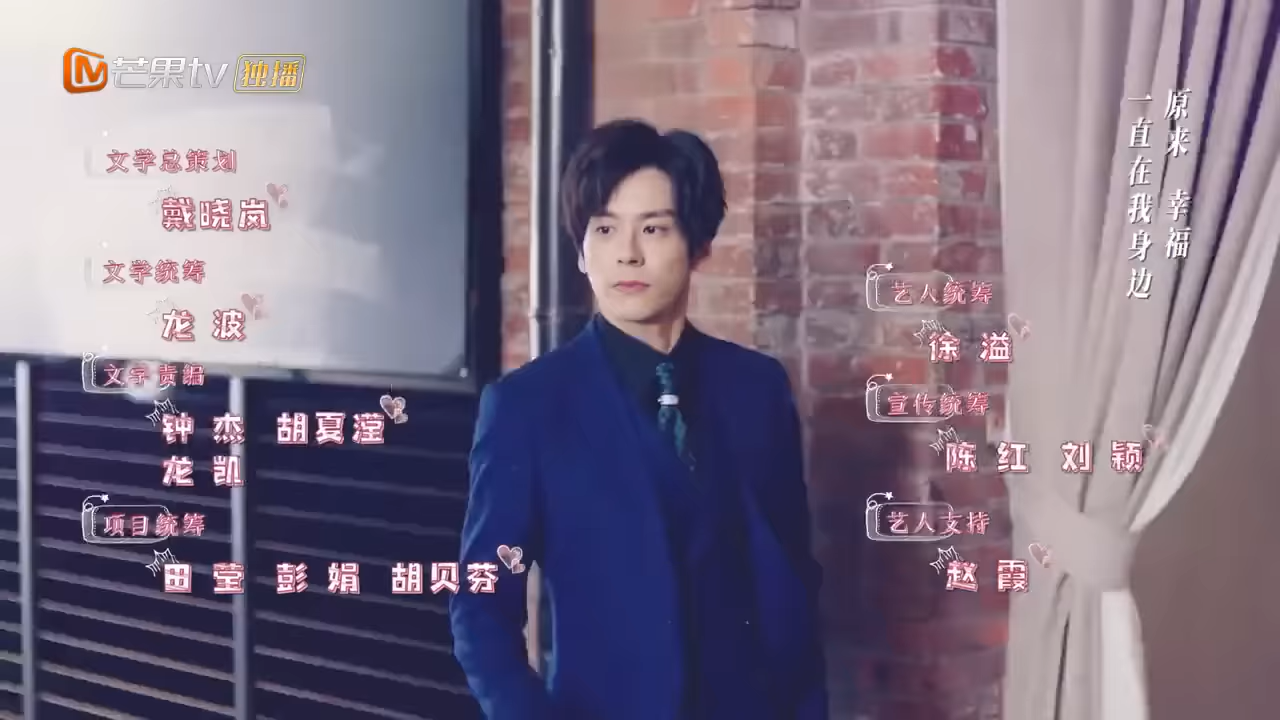 芒果tv 独播
文学总策划
戴晓岚
文学统筹
龙 波
文学责编
钟 杰 胡夏滢
龙 凯
项目统筹
田 莹 彭 娟 胡贝芬
艺人统筹
徐 溢
宣传统筹
陈 红 刘 颖
艺人支持
赵 霞
原来 幸福
一直在我身边